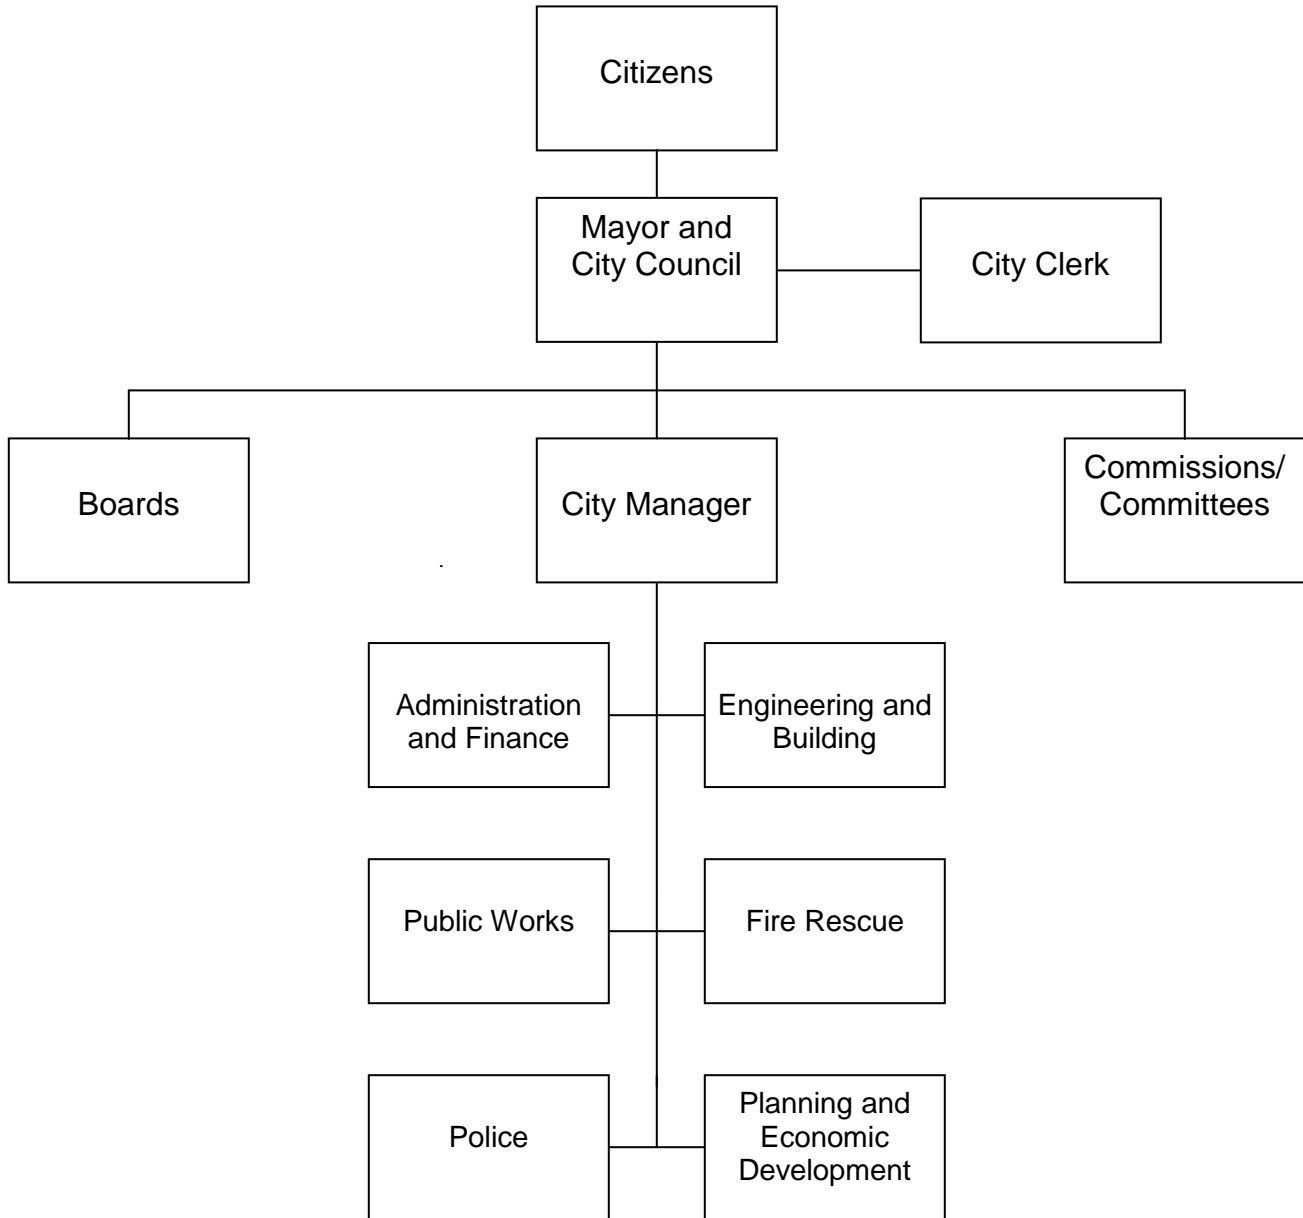 Citizens
Mayor and
City Council
City Clerk
Boards
City Manager
Commissions/
Committees
Administration
and Finance
Engineering and
Building
Public Works
Fire Rescue
Police
Planning and
Economic
Development